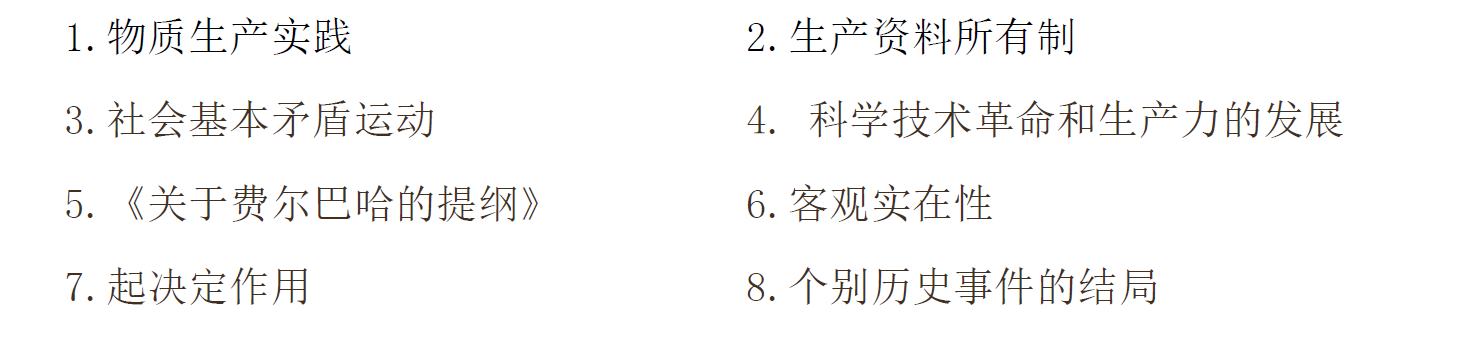 1.物质生产实践 2.生产资料所有制
3.社会基本矛盾运动 4. 科学技术革命和生产力的发展
5.《关于费尔巴哈的提纲》 6.客观实在性
7.起决定作用 8.个别历史事件的结局